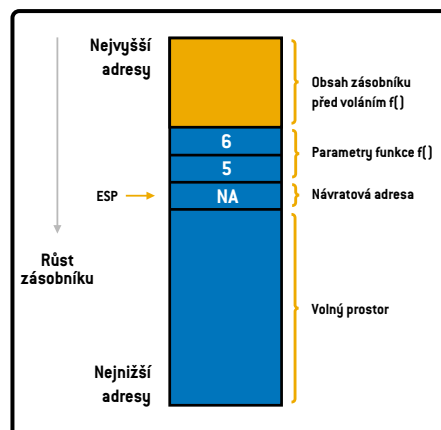 Nejvyšší
adresy
Obsah zásobníku
před voláním f()
6
Parametry funkce f()
5
ESP
NA
Návratová adresa
Růst
zásobníku
Volný prostor
Nejnižší
adresy